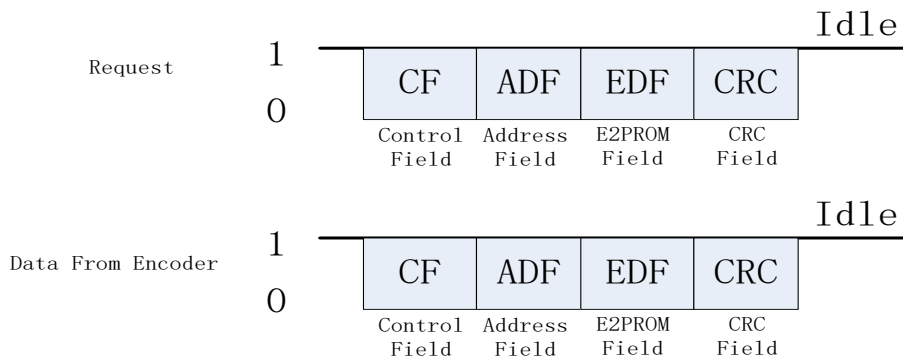 Idle
Request
1
0
CF ADF EDF CRC
Control Field
Address Field
E2PROM Field
CRC Field
Idle
Data From Encoder
1
0
CF ADF EDF CRC
Control Field
Address Field
E2PROM Field
CRC Field